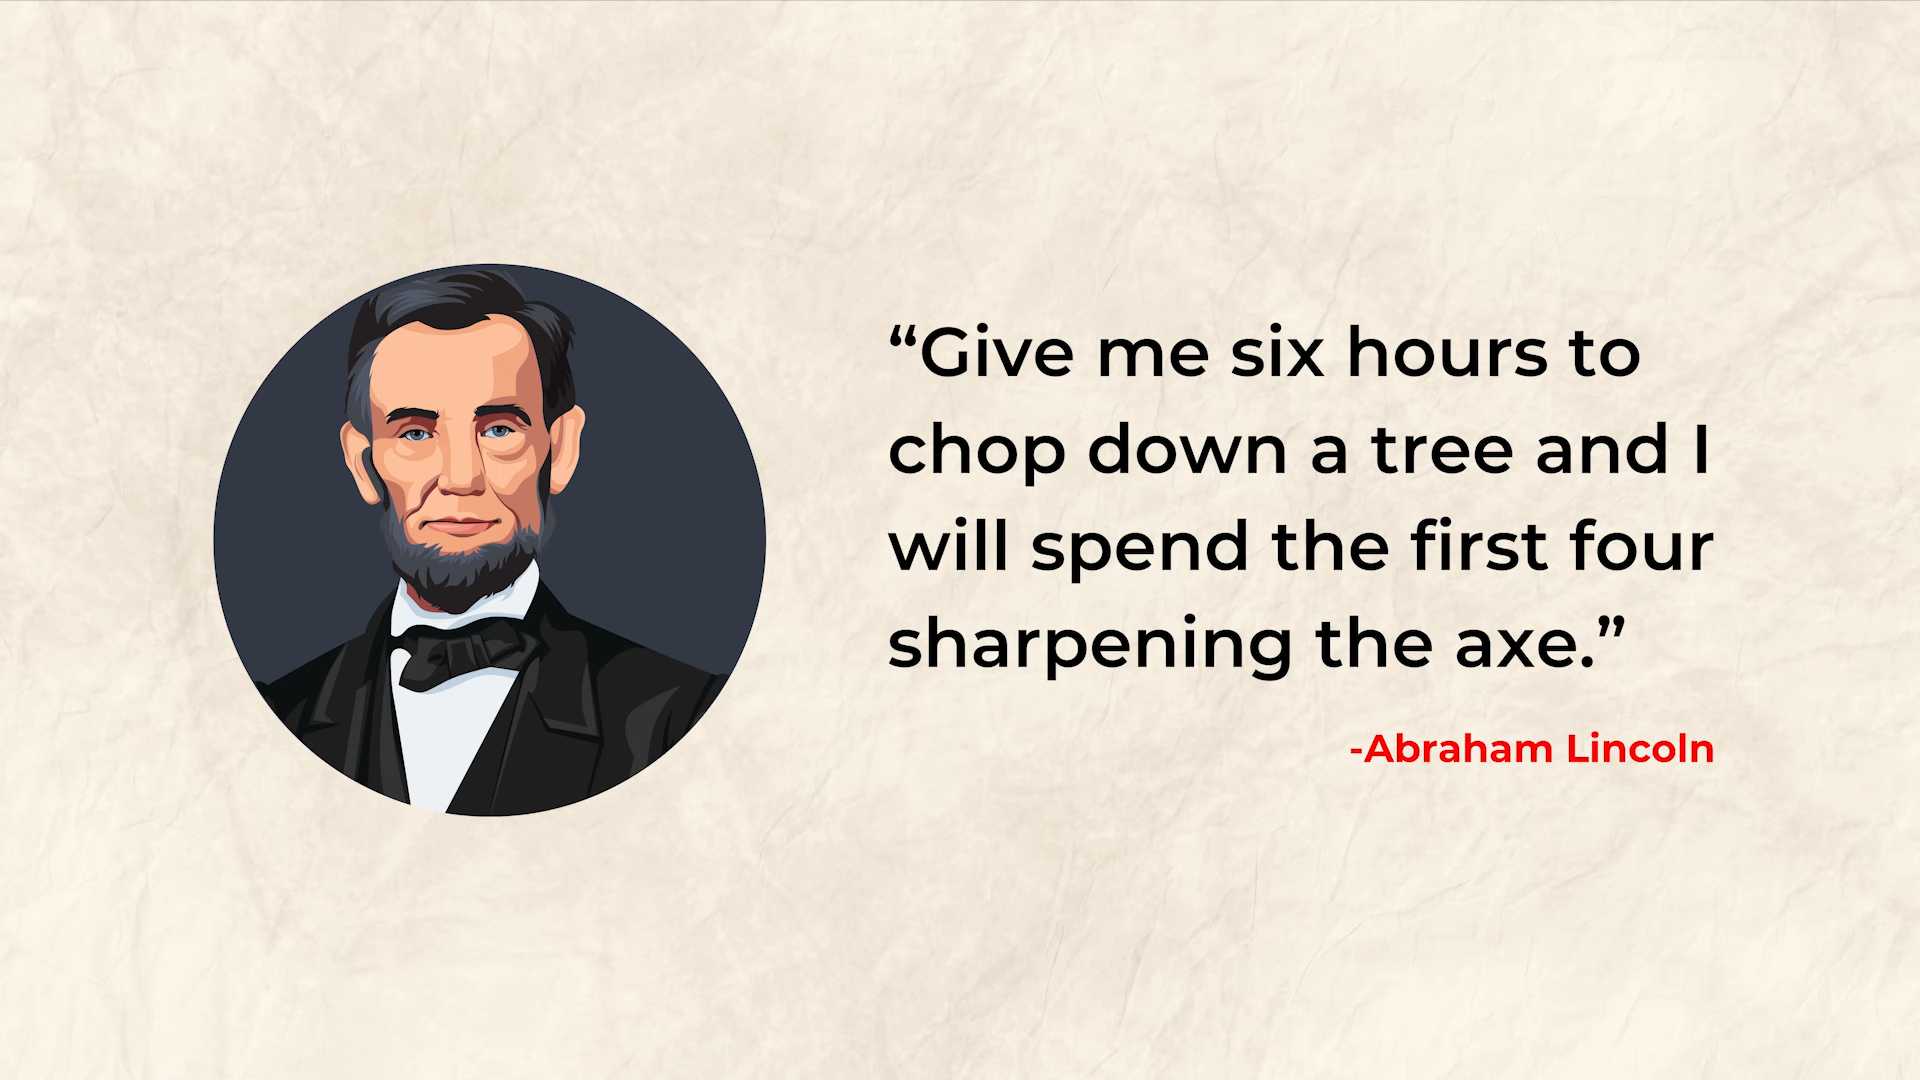 “Give me six hours to
chop down a tree and I
will spend the first four
sharpening the axe.”
-Abraham Lincoln